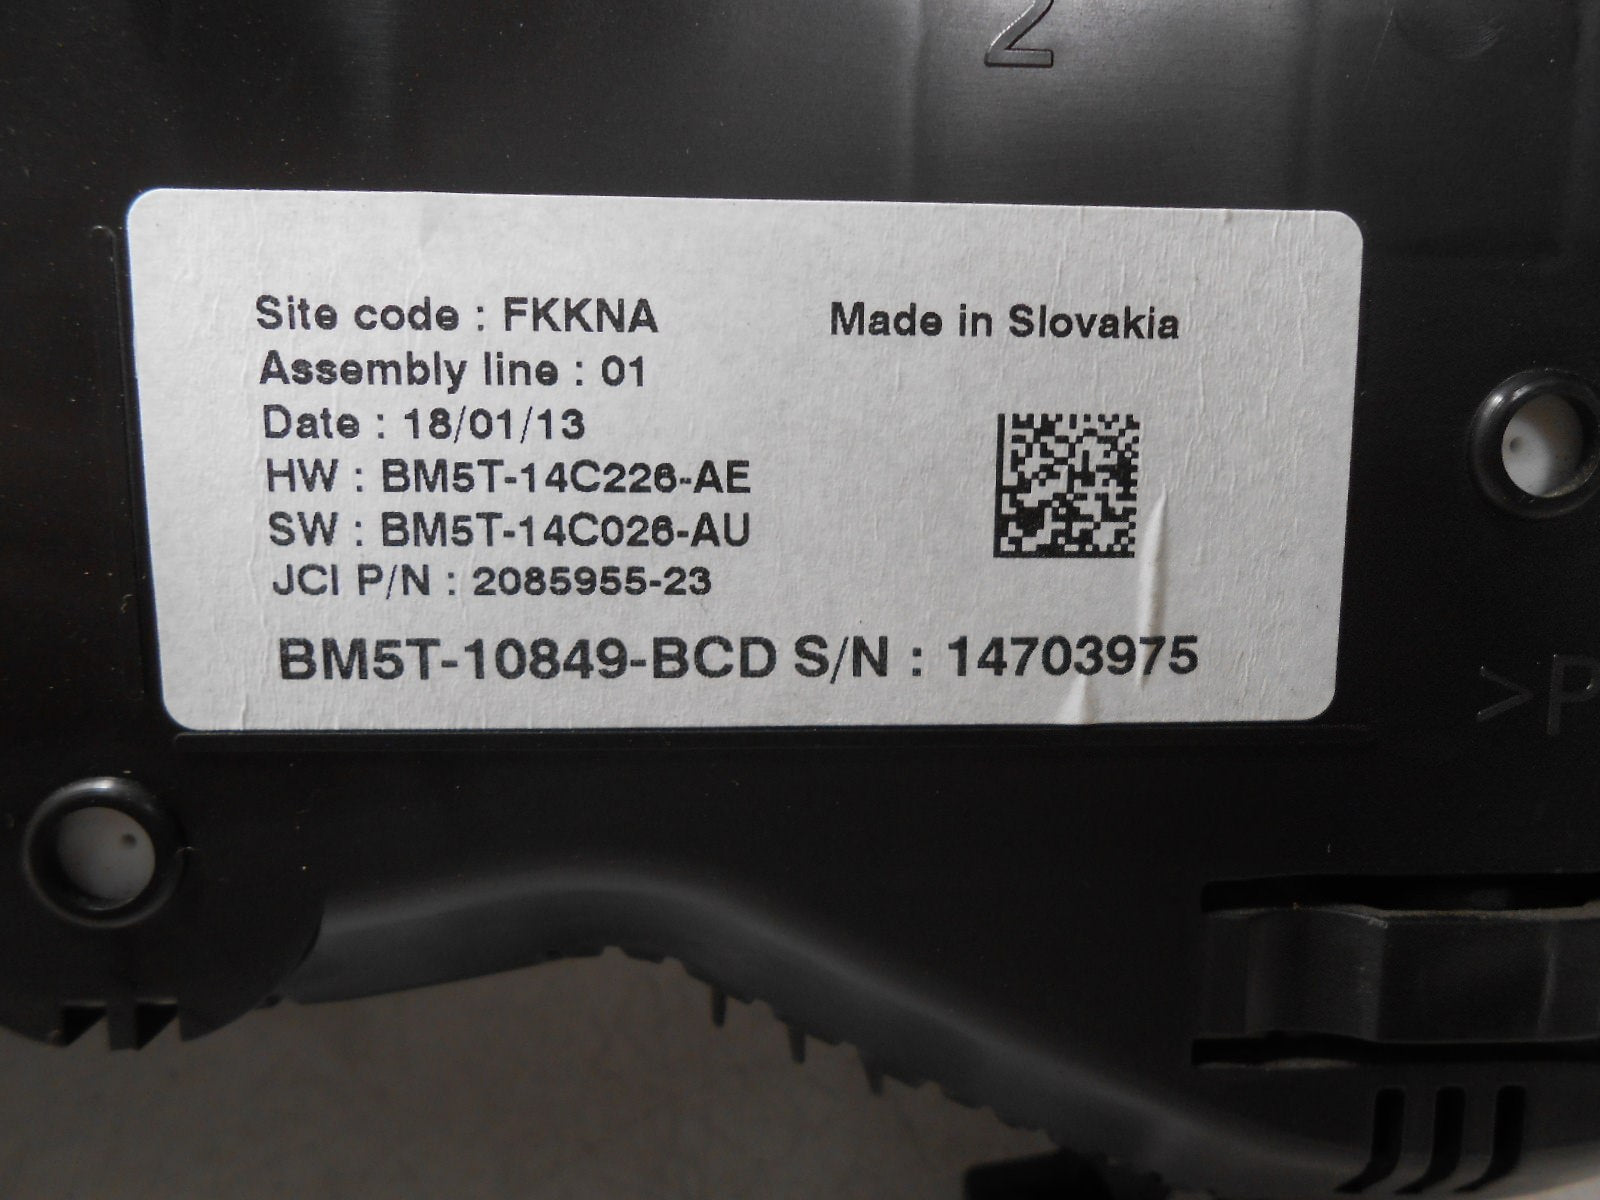 2
Site code : FKKNA
Made in Slovakia
Assembly line : 01
Date : 18/01/13
HW : BM5T-14C226-AE
SW : BM5T-14C026-AU
JCI P/N : 2085955-23
BM5T-10849-BCD S/N : 14703975
>P